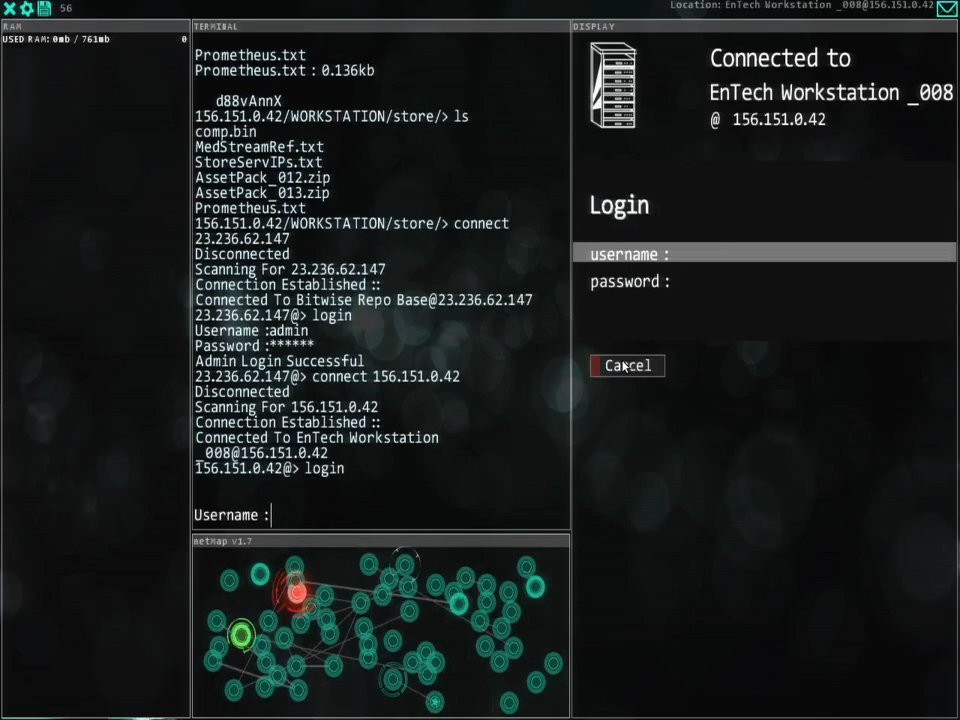 56
Location: EnTech Workstation _008@156.151.0.42
RAM
USED RAM: 0mb / 761mb
0
TERMINAL
Prometheus.txt
Prometheus.txt : 0.136kb
d88vAnnX
156.151.0.42/WORKSTATION/store/> ls
comp.bin
MedStreamRef.txt
StoreServIPs.txt
AssetPack_012.zip
AssetPack_013.zip
Prometheus.txt
156.151.0.42/WORKSTATION/store/> connect
23.236.62.147
Disconnected
Scanning For 23.236.62.147
Connection Established ::
Connected To Bitwise Repo Base@23.236.62.147
23.236.62.147@> login
Username :admin
Password :******
Admin Login Successful
23.236.62.147@> connect 156.151.0.42
Disconnected
Scanning For 156.151.0.42
Connection Established ::
Connected To EnTech Workstation
_008@156.151.0.42
156.151.0.42@> login
Username :
netMap v1.7
DISPLAY
Connected to
EnTech Workstation _008
@ 156.151.0.42
Login
username :
password :
Cancel